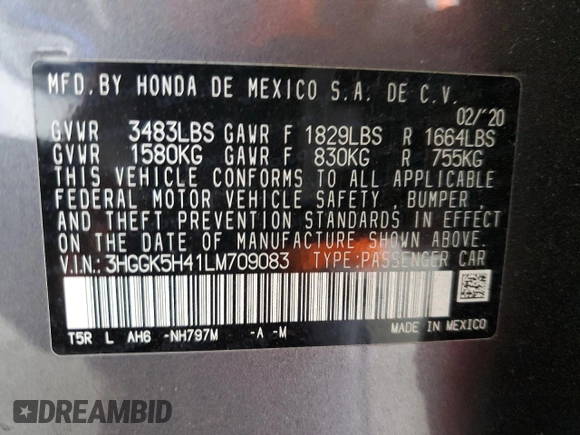 MFD.BY HONDA DE MEXICO S.A. DE C.V.
02/'20
GVWR 3483LBS GAWR F 1829LBS R 1664LBS
GVWR 1580KG GAWR F 830KG R 755KG
THIS VEHICLE CONFORMS TO ALL APPLICABLE
FEDERAL MOTOR VEHICLE SAFETY, BUMPER,
AND THEFT PREVENTION STANDARDS IN EFFECT
ON THE DATE OF MANUFACTURE SHOWN ABOVE.
V.I.N.:3HGGK5H41LM709083 TYPE:PASSENGER CAR
T5R L AH6 -NH797M -A -M
MADE IN MEXICO
DREAMBID